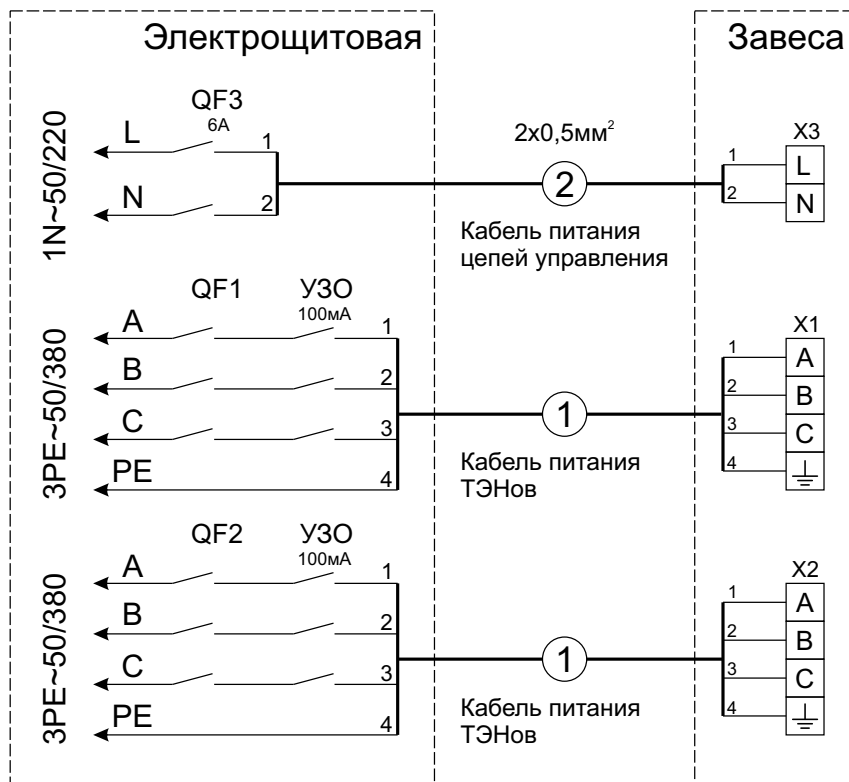 Электрощитовая
Завеса
1N~50/220
QF3
6А
L
1
N
2
2х0,5мм²
2
Кабель питания
цепей управления
X3
1
L
2
N
3PE~50/380
QF1
УЗО
100мА
A
1
B
2
C
3
PE
4
1
Кабель питания
ТЭНов
X1
1
A
2
B
3
C
4
3PE~50/380
QF2
УЗО
100мА
A
1
B
2
C
3
PE
4
1
Кабель питания
ТЭНов
X2
1
A
2
B
3
C
4